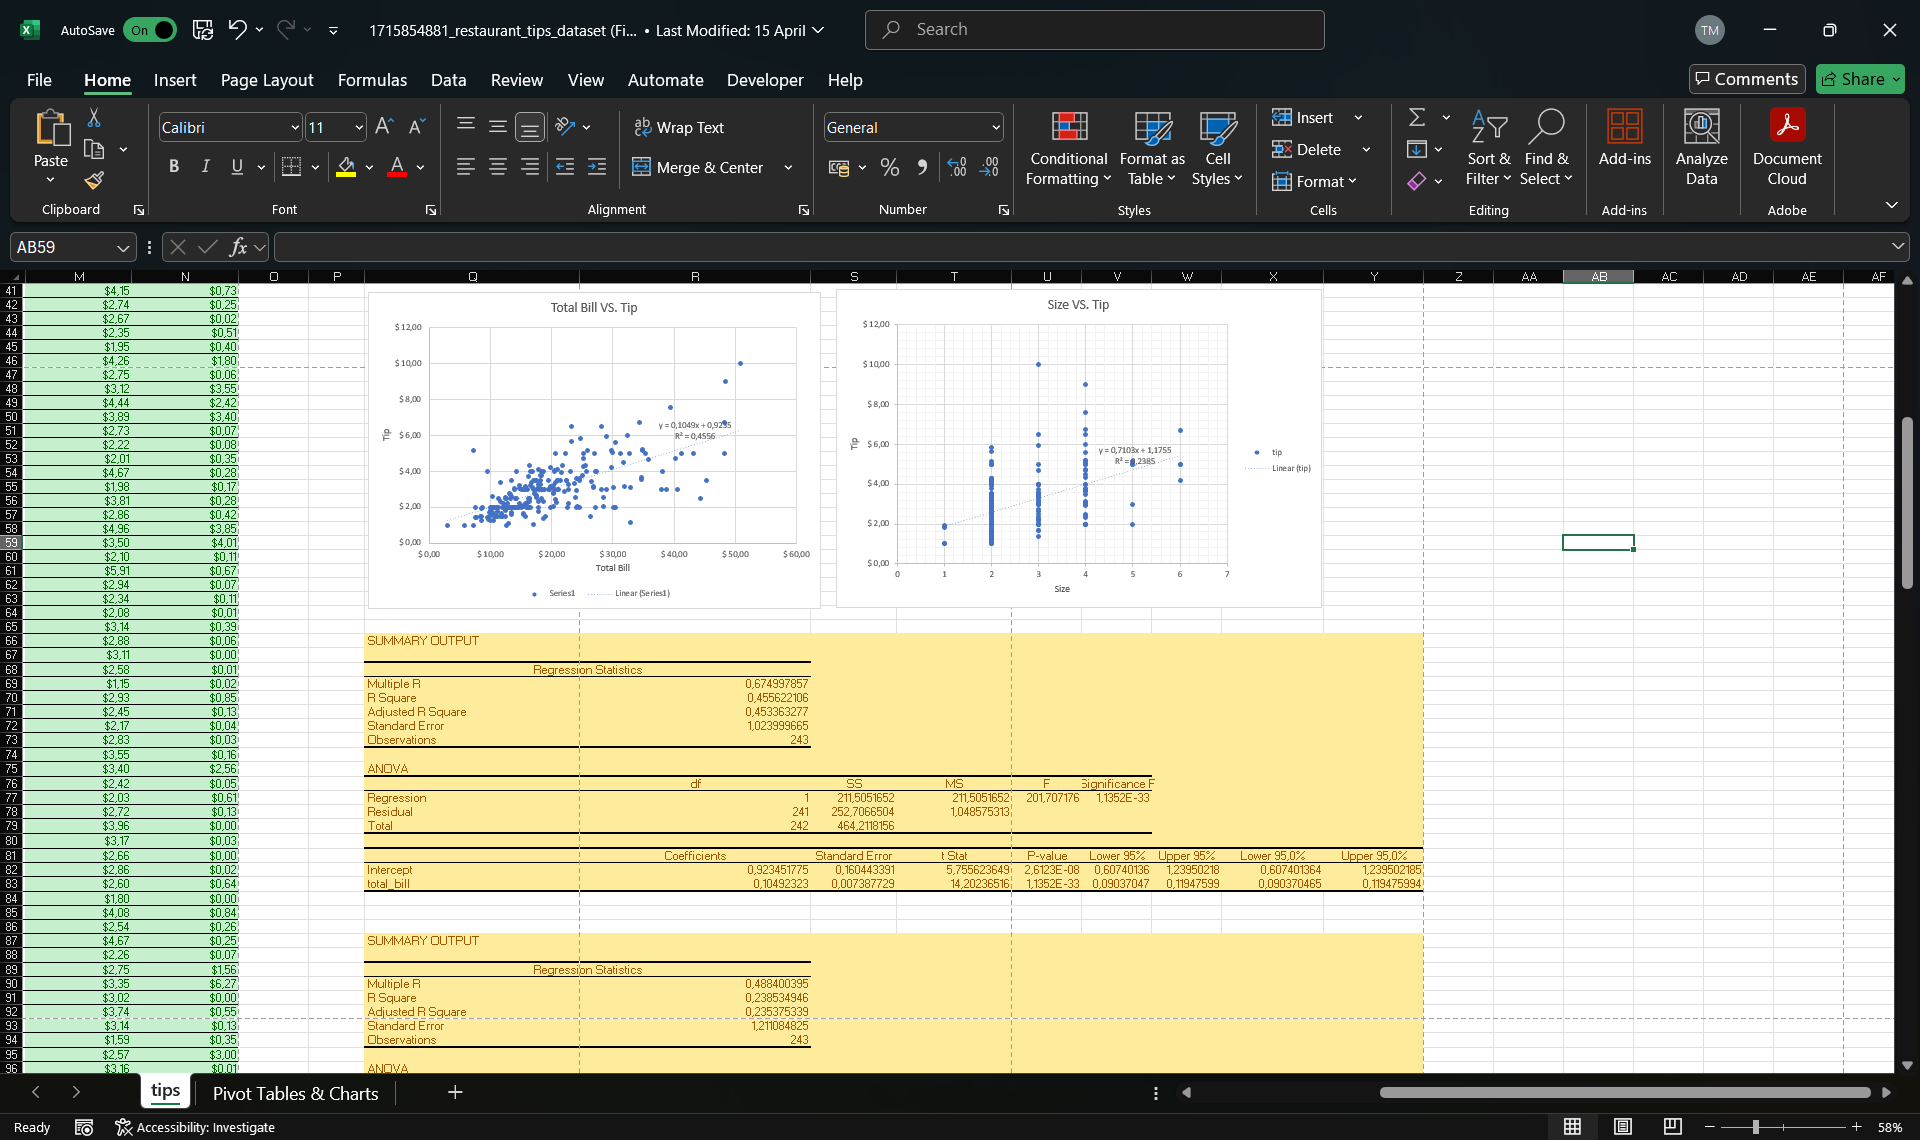 AutoSave On 1715854881_restaurant_tips_dataset (Fi... • Last Modified: 15 April Search TM
File Home Insert Page Layout Formulas Data Review View Automate Developer Help Comments Share
Paste Calibri 11 Wrap Text General Conditional Formatting Format as Table Cell Styles Insert Sort & Filter Find & Select Add-ins Analyze Data Document Cloud
B I U A Merge & Center % Delete
Format
Clipboard Font Alignment Number Styles Cells Editing Add-ins Adobe
AB59 fx
M N O P Q R S T U V W X Y Z AA AB AC AD AE AF
41 $4,15 $0,73
42 $2,74 $0,25
43 $2,67 $0,02
44 $2,35 $0,51
45 $1,95 $0,40
46 $4,26 $1,80
47 $2,75 $0,06
48 $3,12 $3,55
49 $4,44 $2,42
50 $3,89 $3,40
51 $2,73 $0,07
52 $2,22 $0,08
53 $2,01 $0,35
54 $4,67 $0,28
55 $1,98 $0,17
56 $3,81 $0,28
57 $2,86 $0,42
58 $4,96 $3,85
59 $3,50 $4,01
60 $2,10 $0,11
61 $5,91 $0,67
62 $2,94 $0,07
63 $2,34 $0,11
64 $2,08 $0,01
65 $3,14 $0,39
Total Bill VS. Tip
$12,00
$10,00
$8,00
$6,00
$4,00
$2,00
$0,00
Tip
y = 0,1049x + 0,9235
R² = 0,4556
$0,00 $10,00 $20,00 $30,00 $40,00 $50,00 $60,00
Total Bill
Series1 Linear (Series1)
Size VS. Tip
$12,00
$10,00
$8,00
$6,00
$4,00
$2,00
$0,00
Tip
y = 0,7103x + 1,1755
R² = 0,2385
0 1 2 3 4 5 6 7
Size
tip
Linear (tip)
66 $2,88 $0,06 SUMMARY OUTPUT
67 $3,11 $0,00
68 $2,58 $0,01 Regression Statistics
69 $1,15 $0,02 Multiple R 0,674997857
70 $2,93 $0,85 R Square 0,455622106
71 $2,45 $0,13 Adjusted R Square 0,453363277
72 $2,17 $0,04 Standard Error 1,023999665
73 $2,83 $0,03 Observations 243
74 $3,55 $0,16
75 $3,40 $2,56 ANOVA
76 $2,42 $0,05 df SS MS F Significance F
77 $2,03 $0,61 Regression 1 211,5051652 211,5051652 201,707176 1,1352E-33
78 $2,72 $0,13 Residual 241 252,7066504 1,048575313
79 $3,96 $0,00 Total 242 464,2118156
80 $3,17 $0,03
81 $2,66 $0,00 Coefficients Standard Error t Stat P-value Lower 95% Upper 95% Lower 95,0% Upper 95,0%
82 $2,86 $0,02 Intercept 0,923451775 0,160443391 5,755623649 2,6123E-08 0,60740136 1,23950218 0,607401364 1,239502185
83 $2,60 $0,64 total_bill 0,10492323 0,007387729 14,20236516 1,1352E-33 0,09037047 0,11947599 0,090370465 0,119475994
84 $1,80 $0,00
85 $4,08 $0,84
86 $2,54 $0,26
87 $4,67 $0,25 SUMMARY OUTPUT
88 $2,26 $0,07
89 $2,75 $1,56 Regression Statistics
90 $3,35 $6,27 Multiple R 0,488400395
91 $3,02 $0,00 R Square 0,238534946
92 $3,74 $0,55 Adjusted R Square 0,235375339
93 $3,14 $0,13 Standard Error 1,211084825
94 $1,59 $0,35 Observations 243
95 $2,57 $3,00
96 $3,16 $0,01 ANOVA
tips Pivot Tables & Charts
Ready Accessibility: Investigate 58%